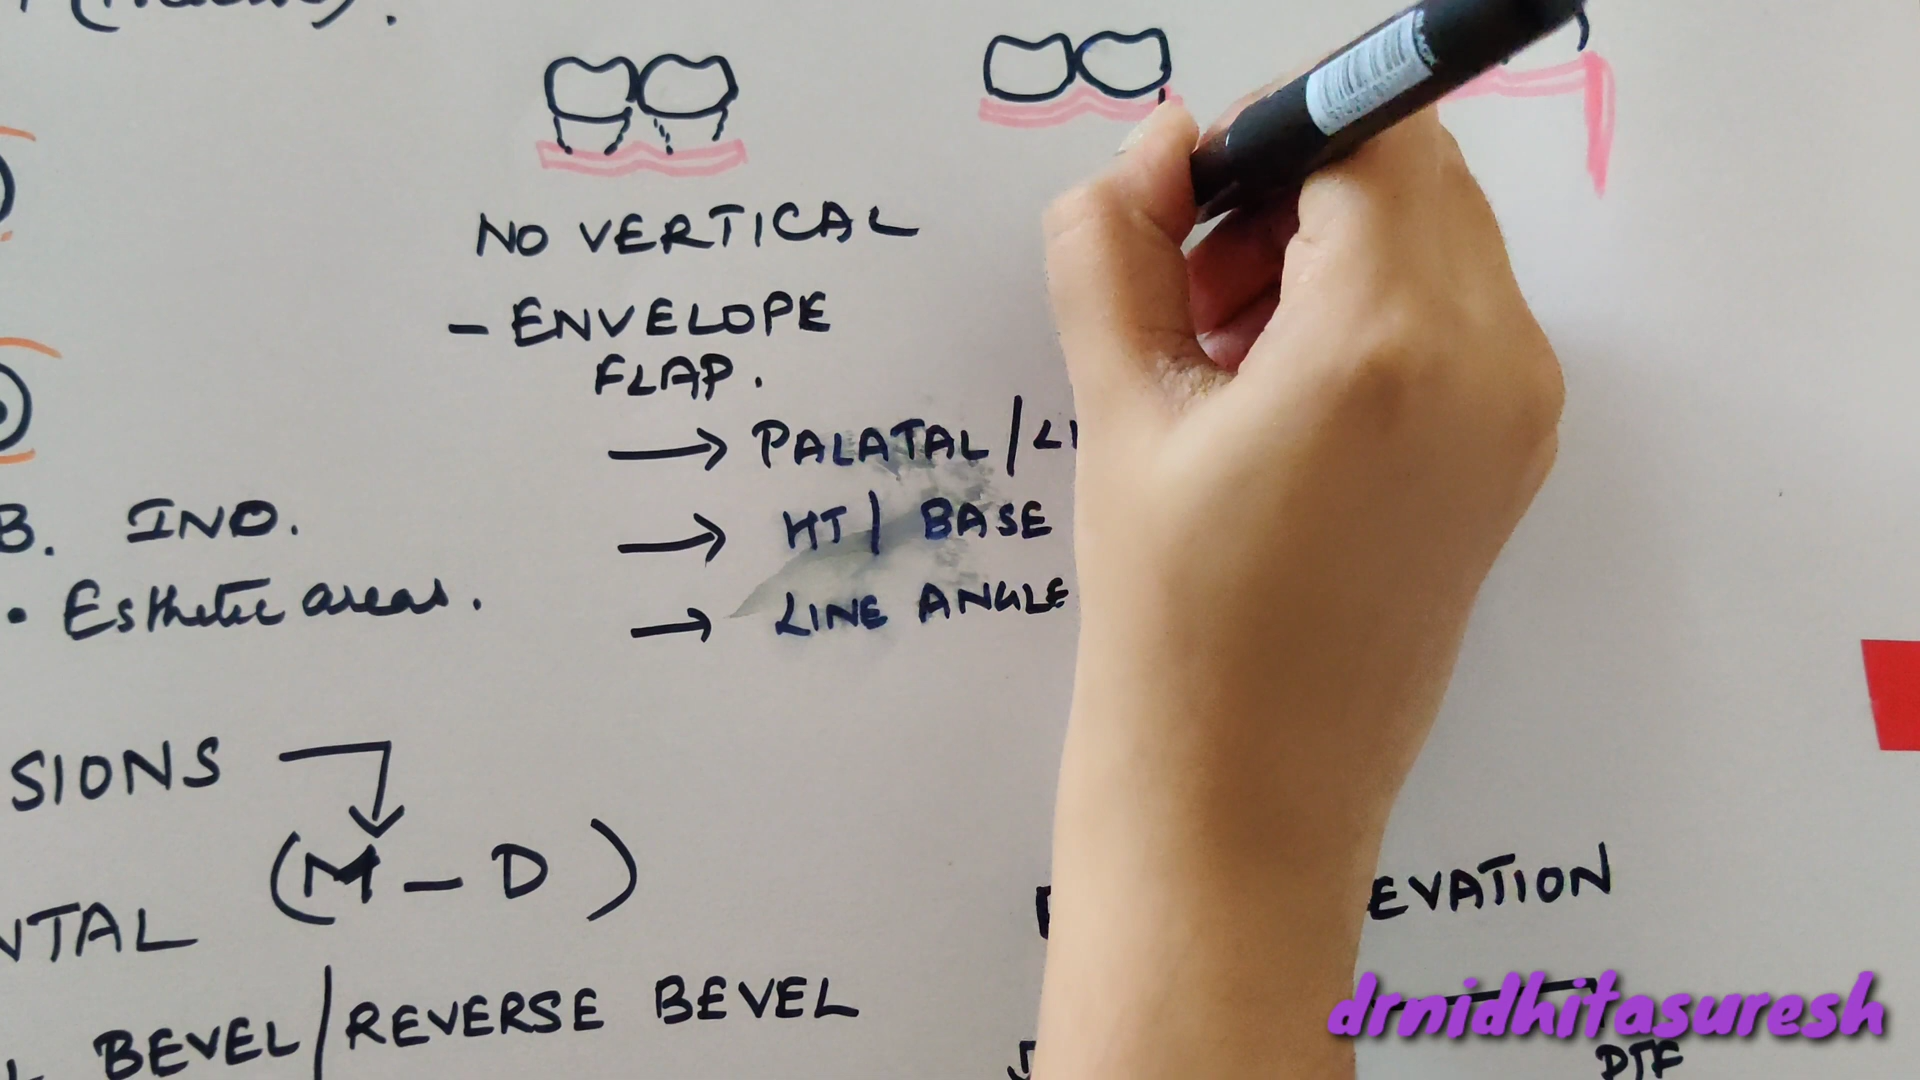 NO VERTICAL
- ENVELOPE
FLAP.
→ PALATAL /
→ HT / BASE
→ LINE ANGLE
B. IND.
• Esthetic areas.
SIONS
(M - D)
NTAL
BEVEL / REVERSE BEVEL
EVATION
drnidhitasuresh